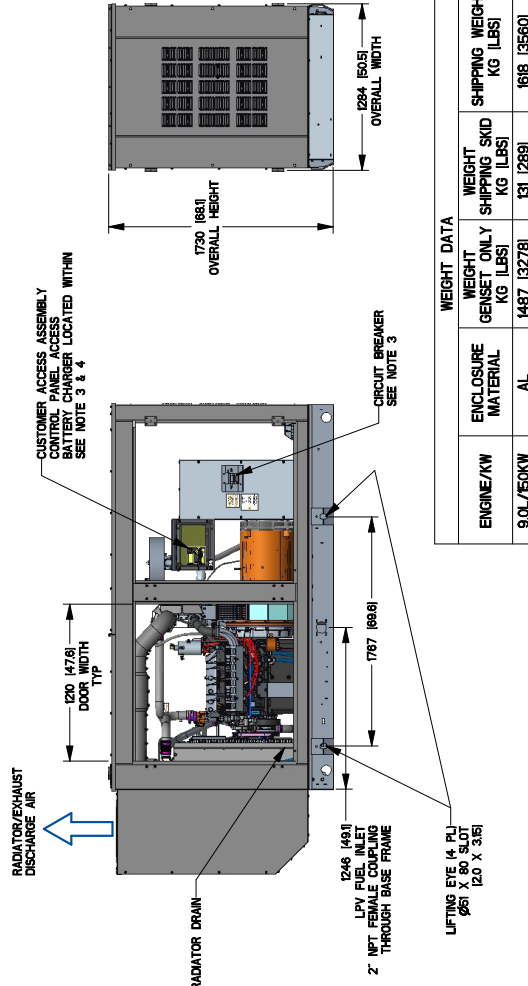 RADIATOR/EXHAUST
DISCHARGE AIR
1210 [47.6]
DOOR WIDTH
TYP
CUSTOMER ACCESS ASSEMBLY
CONTROL PANEL ACCESS
BATTERY CHARGER LOCATED WITHIN
SEE NOTE 3 & 4
1730 [68.1]
OVERALL HEIGHT
1284 [50.5]
OVERALL WIDTH
CIRCUIT BREAKER
SEE NOTE 3
RADIATOR DRAIN
1246 [49.1]
LPV FUEL INLET
2" NPT FEMALE COUPLING
THROUGH BASE FRAME
1767 [69.6]
LIFTING EYE (4 PL)
Ø51 X 80 SLOT
[2.0 X 3.15]
WEIGHT DATA
ENGINE/KW
ENCLOSURE
MATERIAL
WEIGHT
GENSET ONLY
KG [LBS]
WEIGHT
SHIPPING SKID
KG [LBS]
SHIPPING WEIGHT
KG [LBS]
9.0L/150KW
AL
1487 [3278]
131 [289]
1618 [3560]